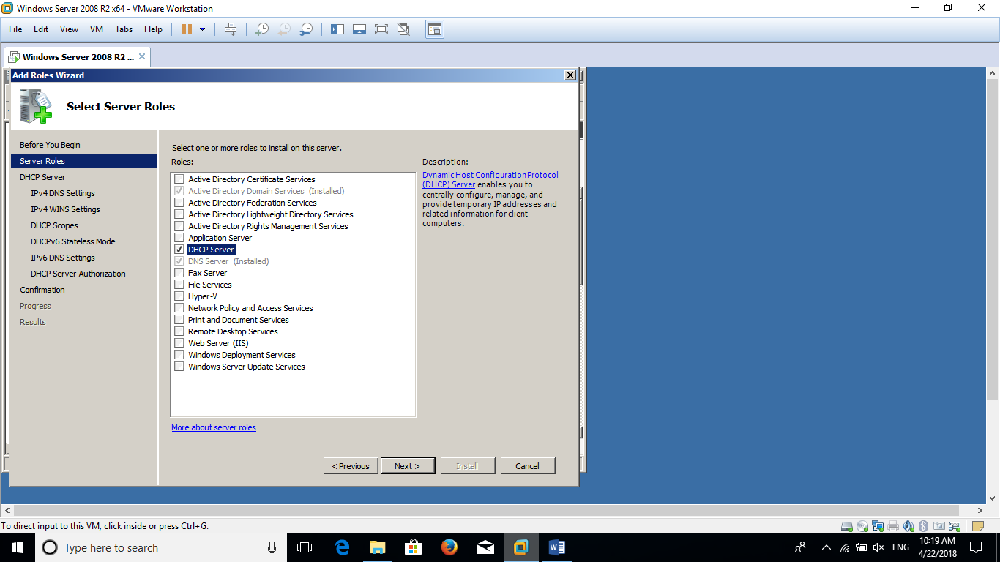 Windows Server 2008 R2 x64 - VMware Workstation
File Edit View VM Tabs Help
Windows Server 2008 R2 ...
Add Roles Wizard
Select Server Roles
Before You Begin
Server Roles
DHCP Server
IPv4 DNS Settings
IPv4 WINS Settings
DHCP Scopes
DHCPv6 Stateless Mode
IPv6 DNS Settings
DHCP Server Authorization
Confirmation
Progress
Results
Select one or more roles to install on this server.
Roles:
Active Directory Certificate Services
Active Directory Domain Services (Installed)
Active Directory Federation Services
Active Directory Lightweight Directory Services
Active Directory Rights Management Services
Application Server
DHCP Server
DNS Server (Installed)
Fax Server
File Services
Hyper-V
Network Policy and Access Services
Print and Document Services
Remote Desktop Services
Web Server (IIS)
Windows Deployment Services
Windows Server Update Services
More about server roles
Description:
Dynamic Host Configuration Protocol
(DHCP) Server enables you to
centrally configure, manage, and
provide temporary IP addresses and
related information for client
computers.
< Previous Next > Install Cancel
To direct input to this VM, click inside or press Ctrl+G.
Type here to search
ENG
10:19 AM
4/22/2018